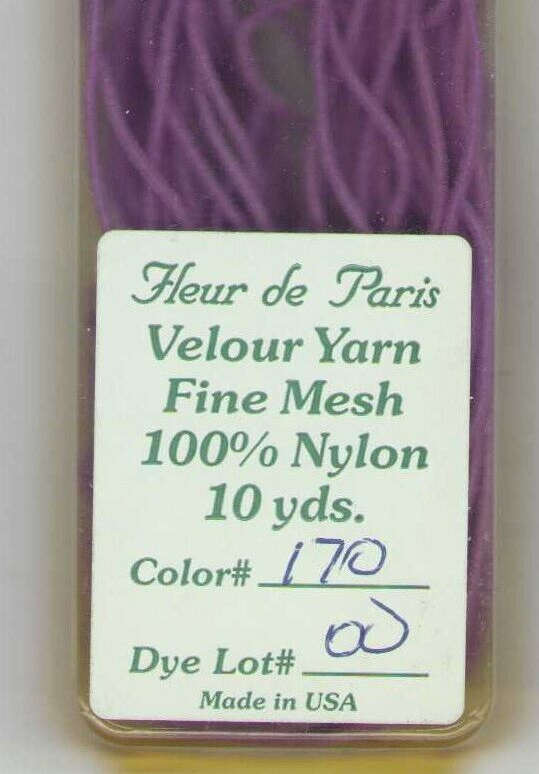 Fleur de Paris
Velour Yarn
Fine Mesh
100% Nylon
10 yds.
Color# 170
Dye Lot# 00
Made in USA